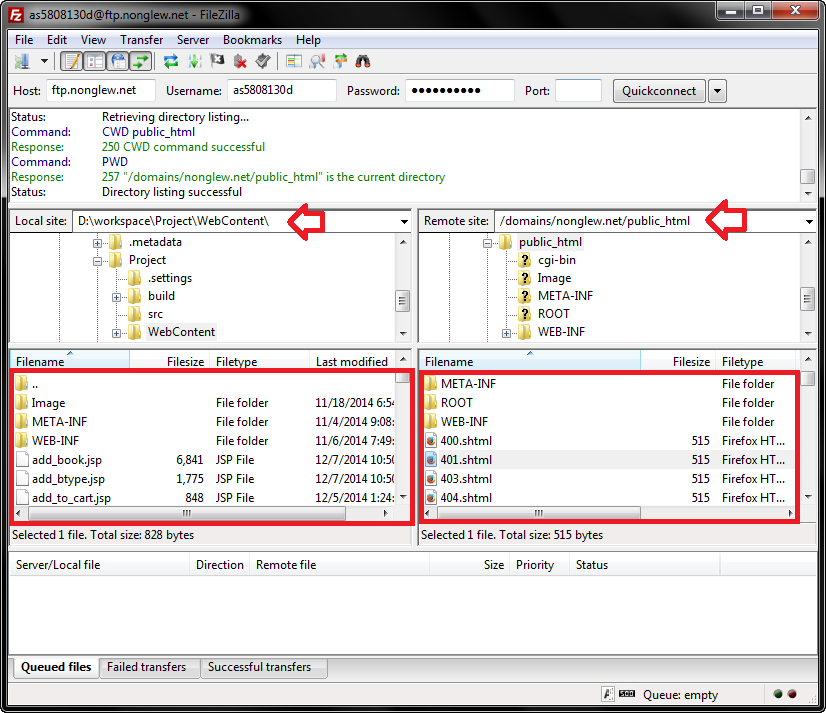 as5808130d@ftp.nonglew.net - FileZilla
File Edit View Transfer Server Bookmarks Help
Host: ftp.nonglew.net Username: as5808130d Password: ●●●●●●●●●● Port: Quickconnect
Status: Retrieving directory listing...
Command: CWD public_html
Response: 250 CWD command successful
Command: PWD
Response: 257 "/domains/nonglew.net/public_html" is the current directory
Status: Directory listing successful
Local site: D:\workspace\Project\WebContent\
.metadata
Project
.settings
build
src
WebContent
Filename Filesize Filetype Last modified
..
Image File folder 11/18/2014 6:54
META-INF File folder 11/4/2014 9:08:
WEB-INF File folder 11/6/2014 7:49:
add_book.jsp 6,841 JSP File 12/7/2014 10:50
add_btype.jsp 1,775 JSP File 12/7/2014 10:50
add_to_cart.jsp 848 JSP File 12/5/2014 1:24:
Selected 1 file. Total size: 828 bytes
Remote site: /domains/nonglew.net/public_html
public_html
cgi-bin
Image
META-INF
ROOT
WEB-INF
Filename Filesize Filetype
META-INF File folder
ROOT File folder
WEB-INF File folder
400.shtml 515 Firefox HT...
401.shtml 515 Firefox HT...
403.shtml 515 Firefox HT...
404.shtml 515 Firefox HT...
Selected 1 file. Total size: 515 bytes
Server/Local file Direction Remote file Size Priority Status
Queued files Failed transfers Successful transfers
Queue: empty